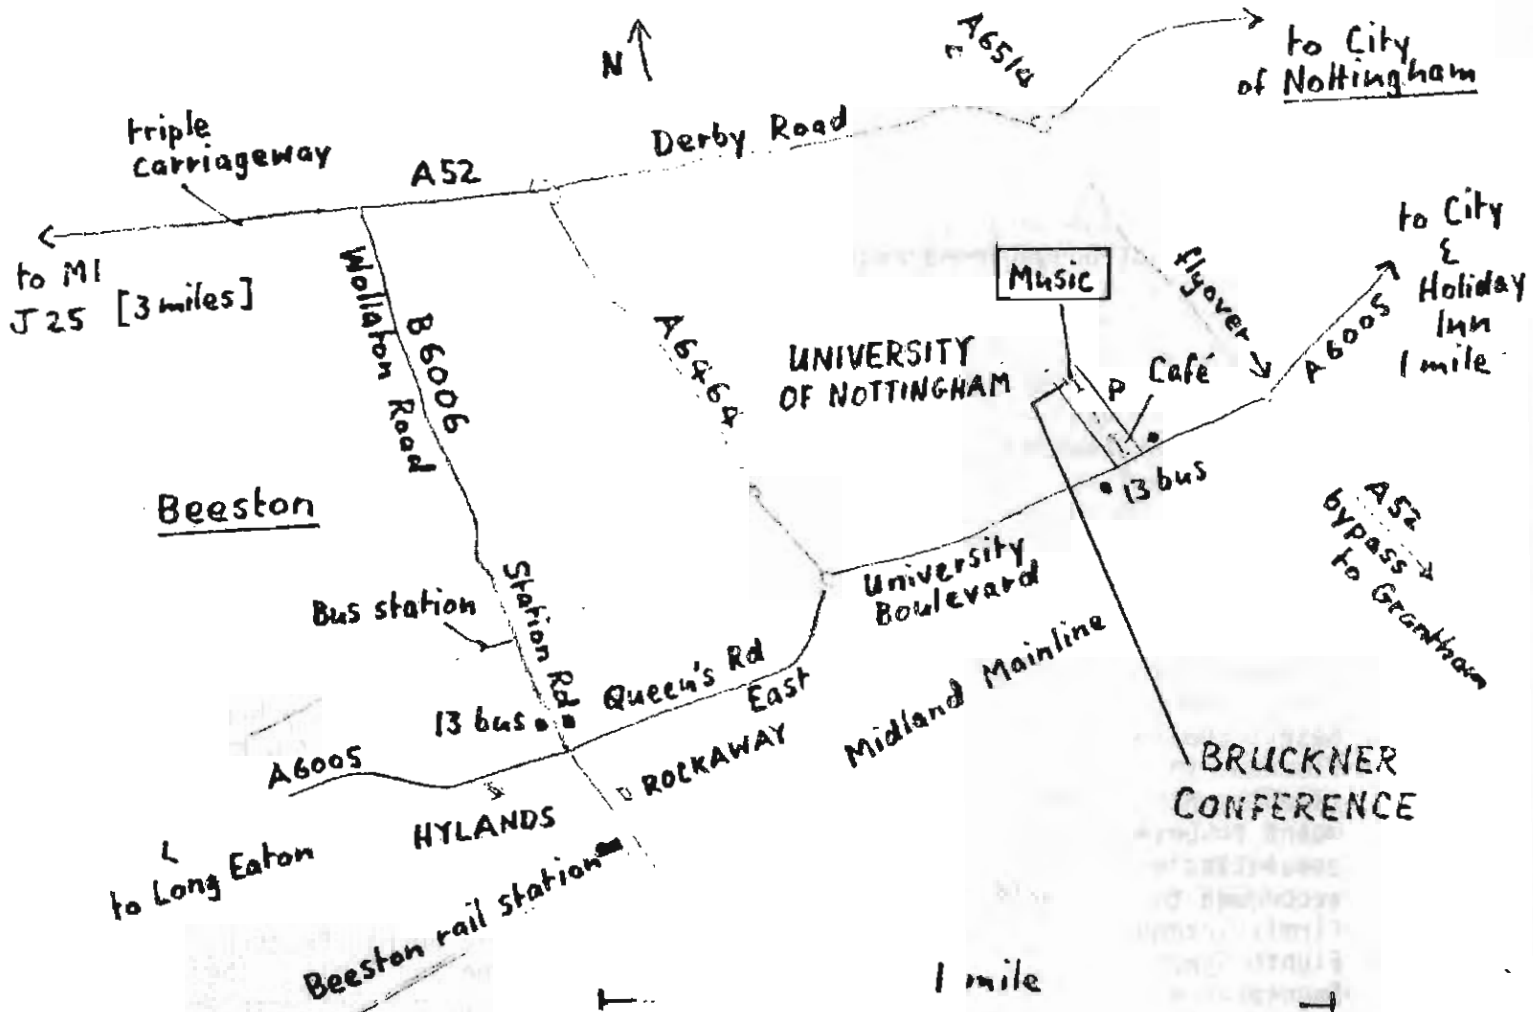 N
A6514
to City
of Nottingham
triple
carriageway
A52
Derby Road
to M1
J25 [3 miles]
Wollaton Road
B6006
A6464
Music
flyover
A6005
to City
&
Holiday
Inn
1 mile
UNIVERSITY
OF NOTTINGHAM
P
Café
13 bus
Beeston
A52
bypass
to Grantham
Bus station
Station Rd
University
Boulevard
Queen's Rd
East
13 bus
Midland Mainline
A6005
ROCKAWAY
HYLANDS
BRUCKNER
CONFERENCE
to Long Eaton
Beeston rail station
1 mile